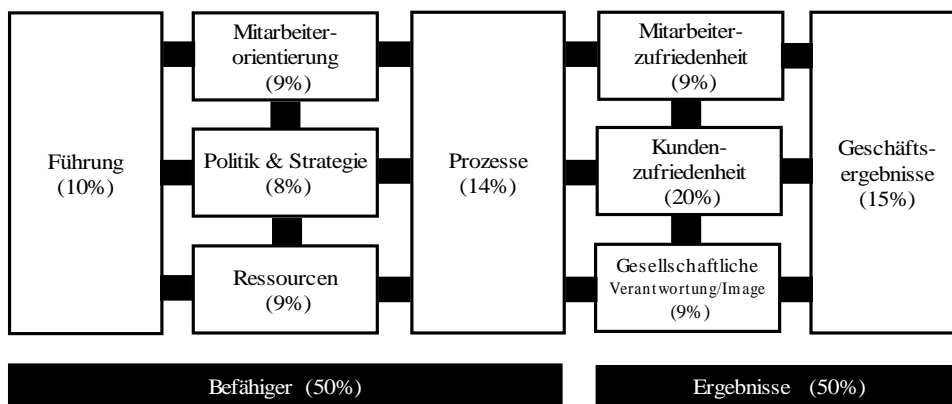 Führung
(10%)
Mitarbeiter-
orientierung
(9%)
Politik & Strategie
(8%)
Ressourcen
(9%)
Prozesse
(14%)
Mitarbeiter-
zufriedenheit
(9%)
Kunden-
zufriedenheit
(20%)
Gesellschaftliche
Verantwortung/Image
(9%)
Geschäfts-
ergebnisse
(15%)
Befähiger (50%)
Ergebnisse (50%)